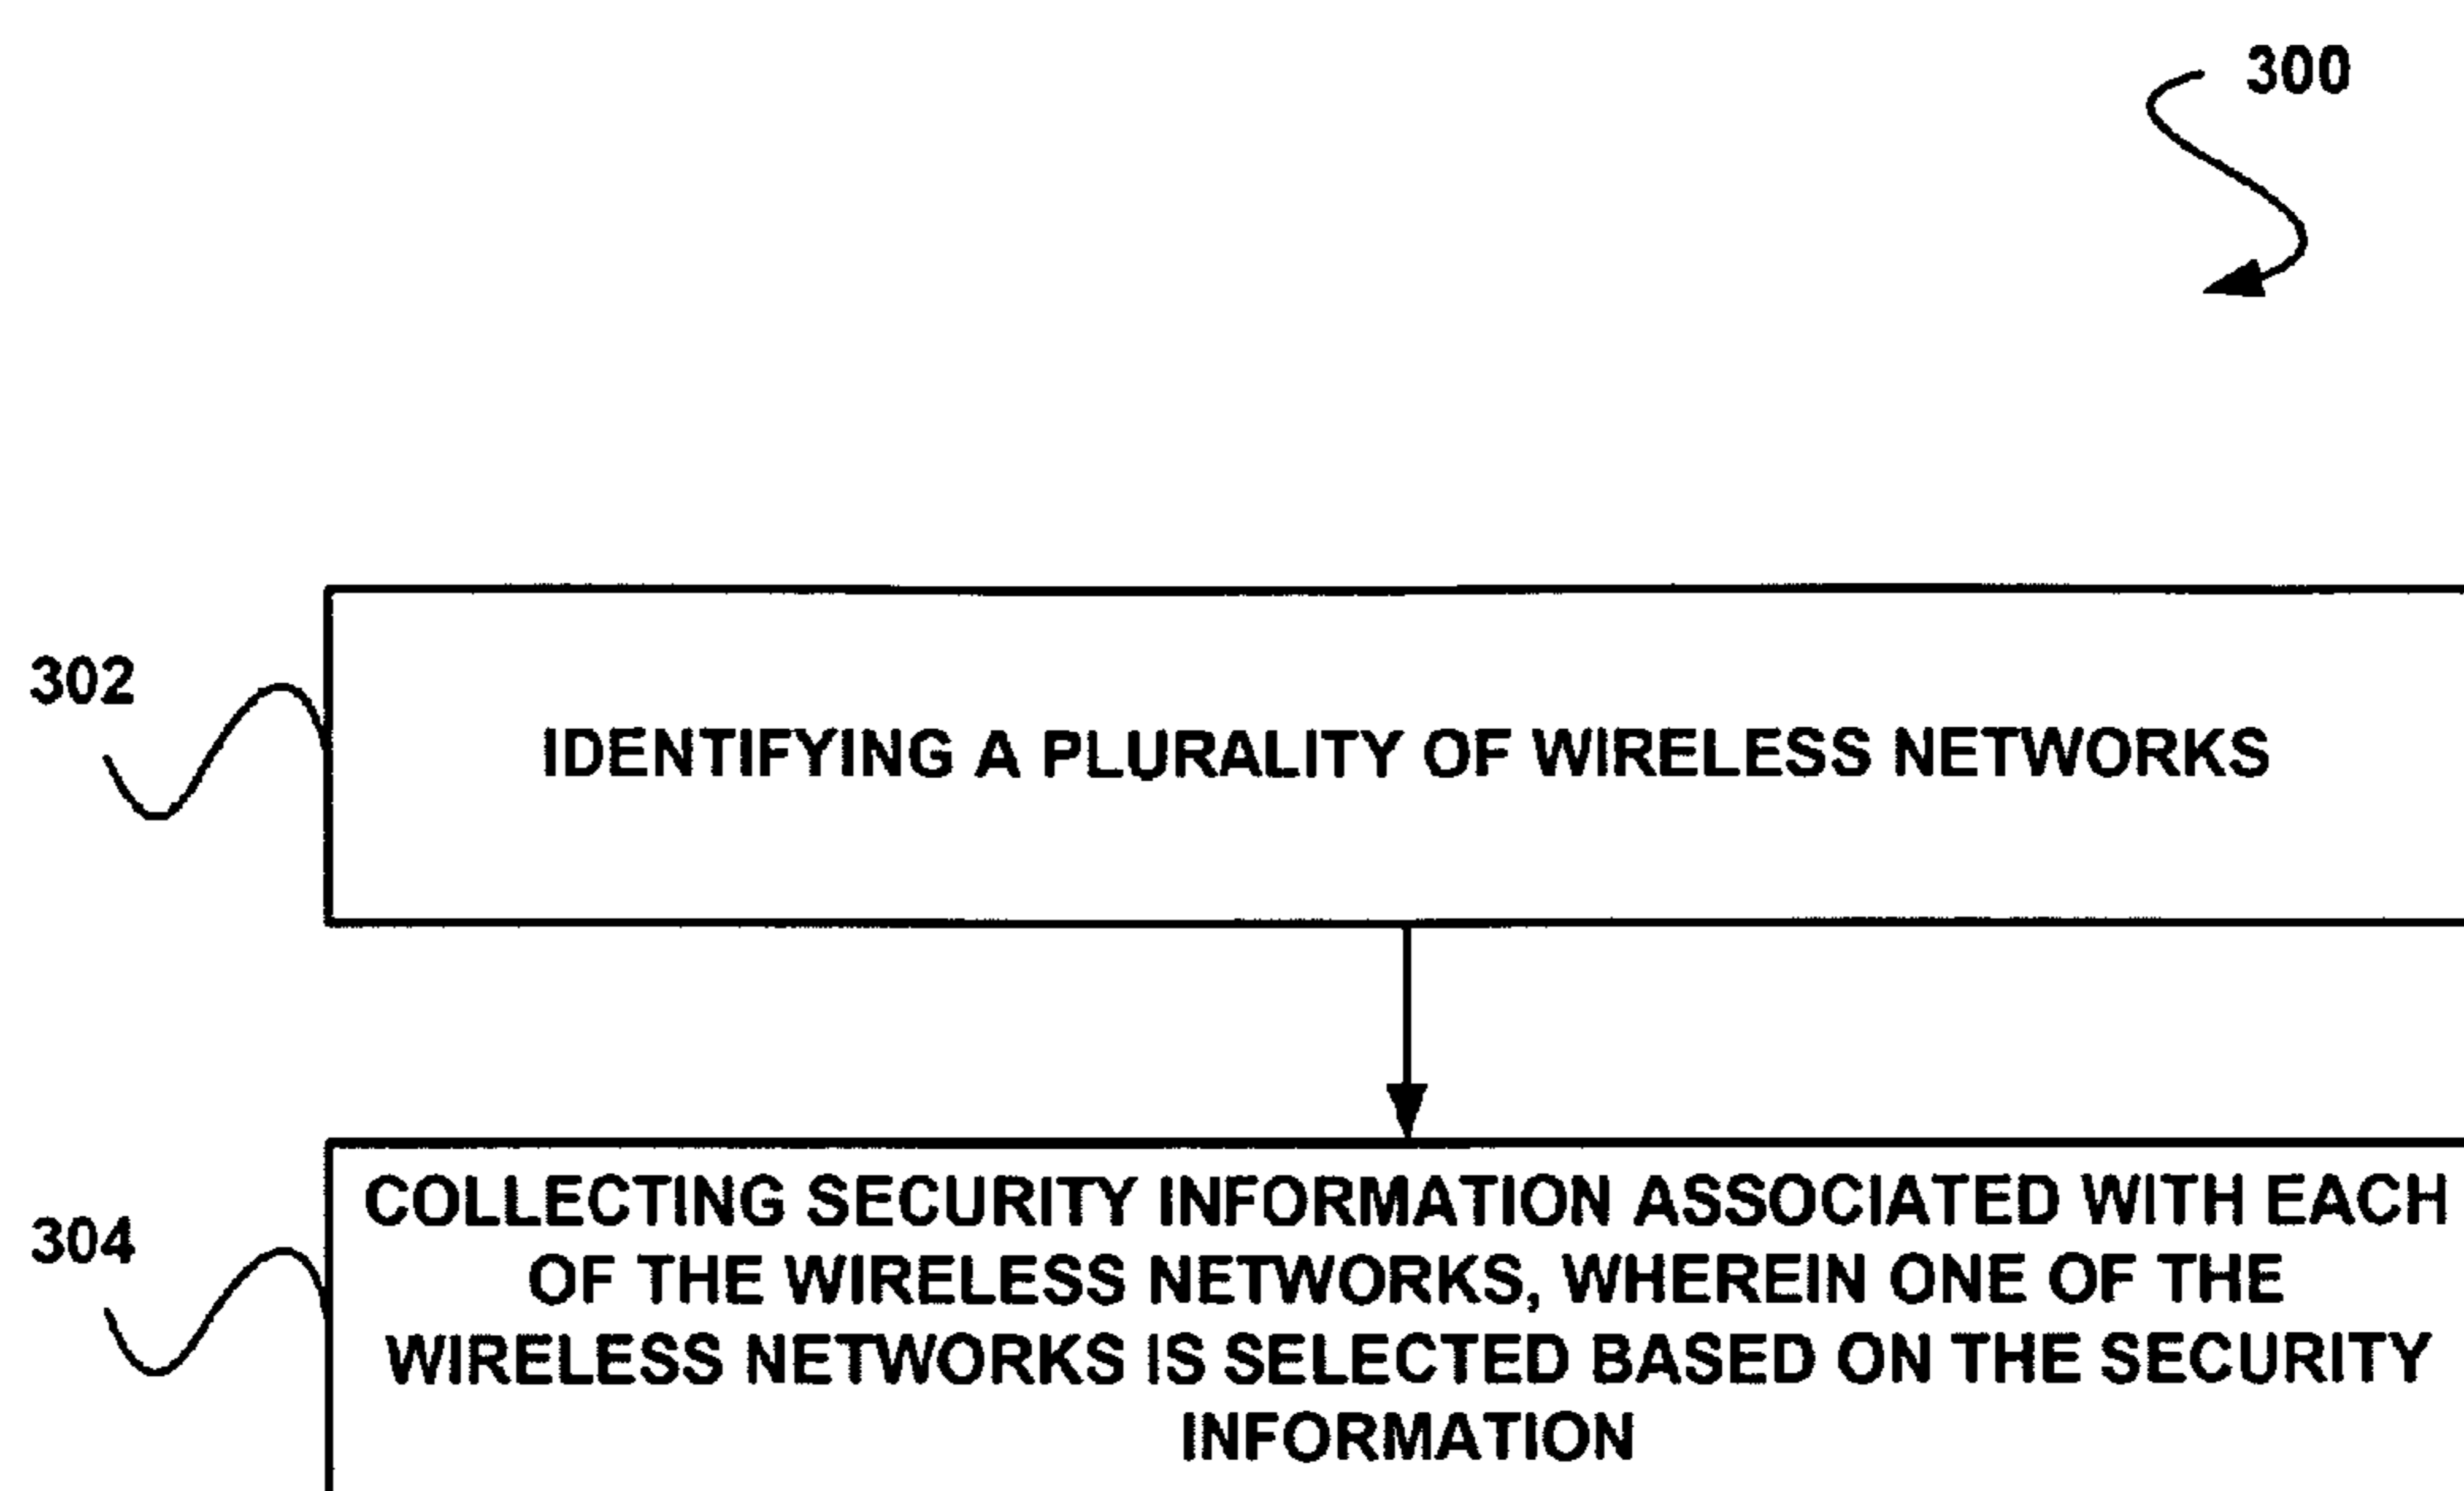 300
302
IDENTIFYING A PLURALITY OF WIRELESS NETWORKS
304
COLLECTING SECURITY INFORMATION ASSOCIATED WITH EACH
OF THE WIRELESS NETWORKS, WHEREIN ONE OF THE
WIRELESS NETWORKS IS SELECTED BASED ON THE SECURITY
INFORMATION